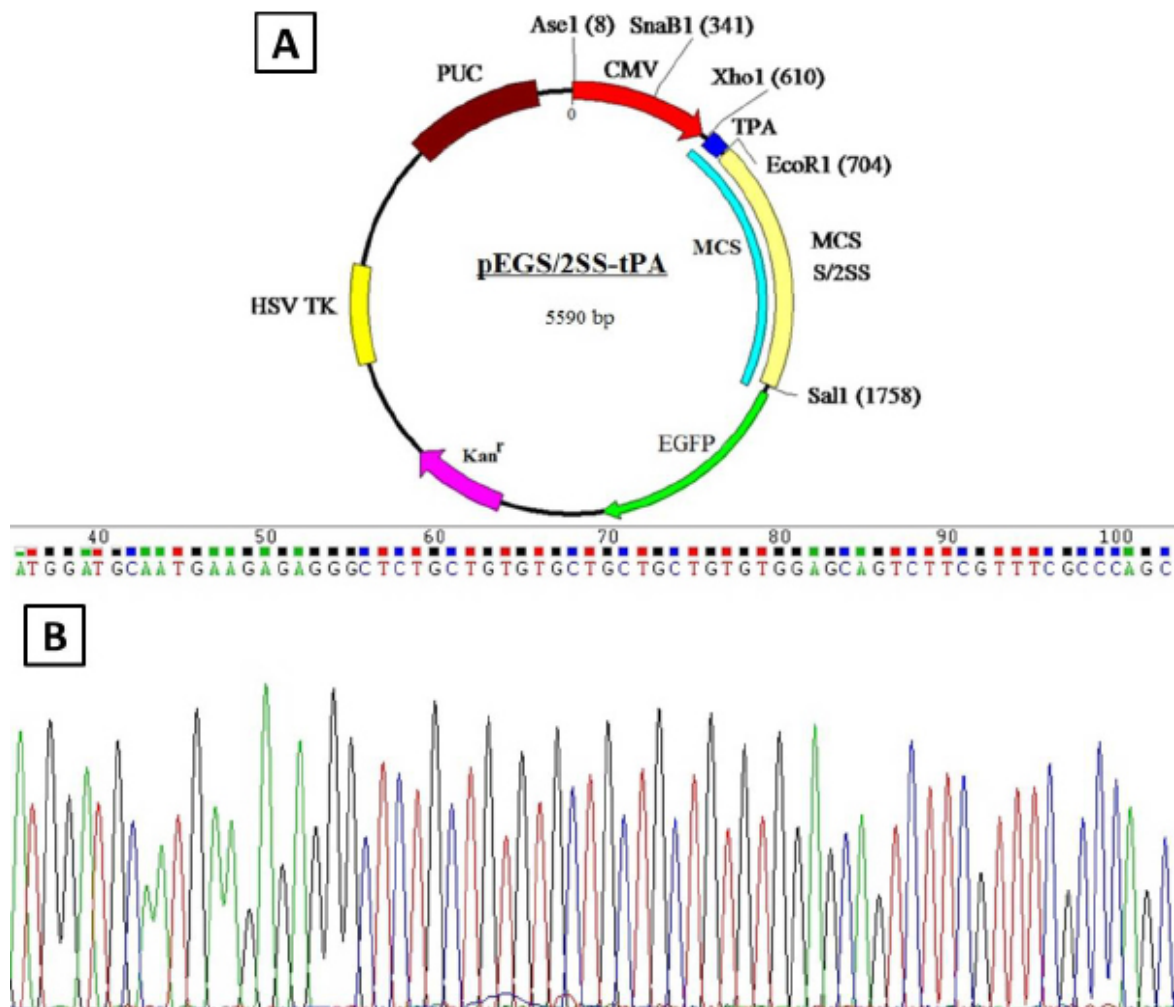 A
Ase1 (8)
SnaB1 (341)
PUC
CMV
Xho1 (610)
0
TPA
EcoR1 (704)
MCS
MCS
S/2SS
pEGS/2SS-tPA
5590 bp
HSV TK
Sal1 (1758)
EGFP
Kanʳ
40 50 60 70 80 90 100
ATGGATGCAATGAAGAGAGGGCTCTGCTGTGTGCTGCTGCTGTGTGGAGCAGTCTTCGTTTCGCCCAGC
B